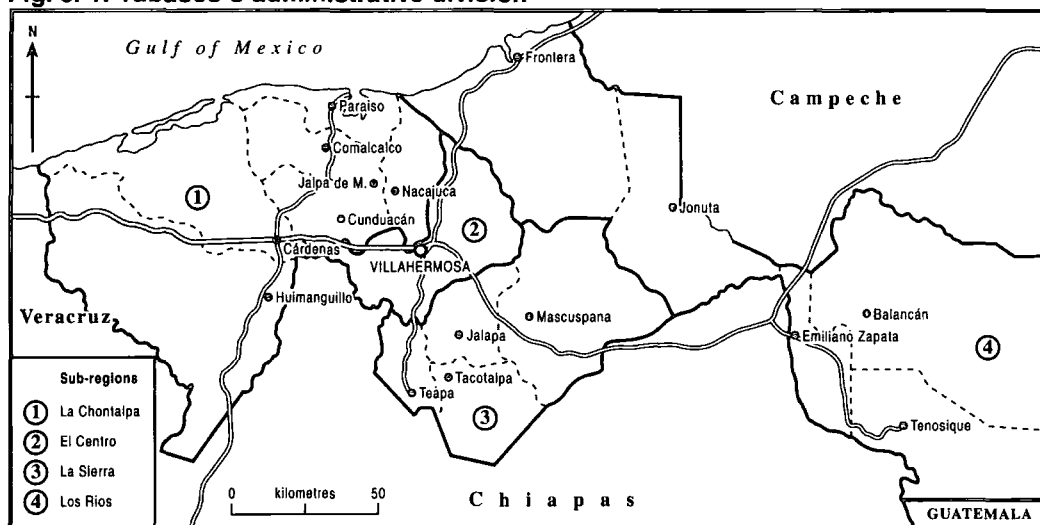 Gulf of Mexico
Frontera
Campeche
Paraiso
Comalcalco
Jalpa de M.
Nacajuca
1
Cunduacán
2
Jonuta
Cárdenas
VILLAHERMOSA
Huimanguillo
Veracruz
Mascuspana
Balancán
Jalapa
Emiliano Zapata
4
Tacotalpa
Teapa
3
Tenosique
Sub-regions
1 La Chontalpa
2 El Centro
3 La Sierra
4 Los Rios
0 kilometres 50
Chiapas
GUATEMALA